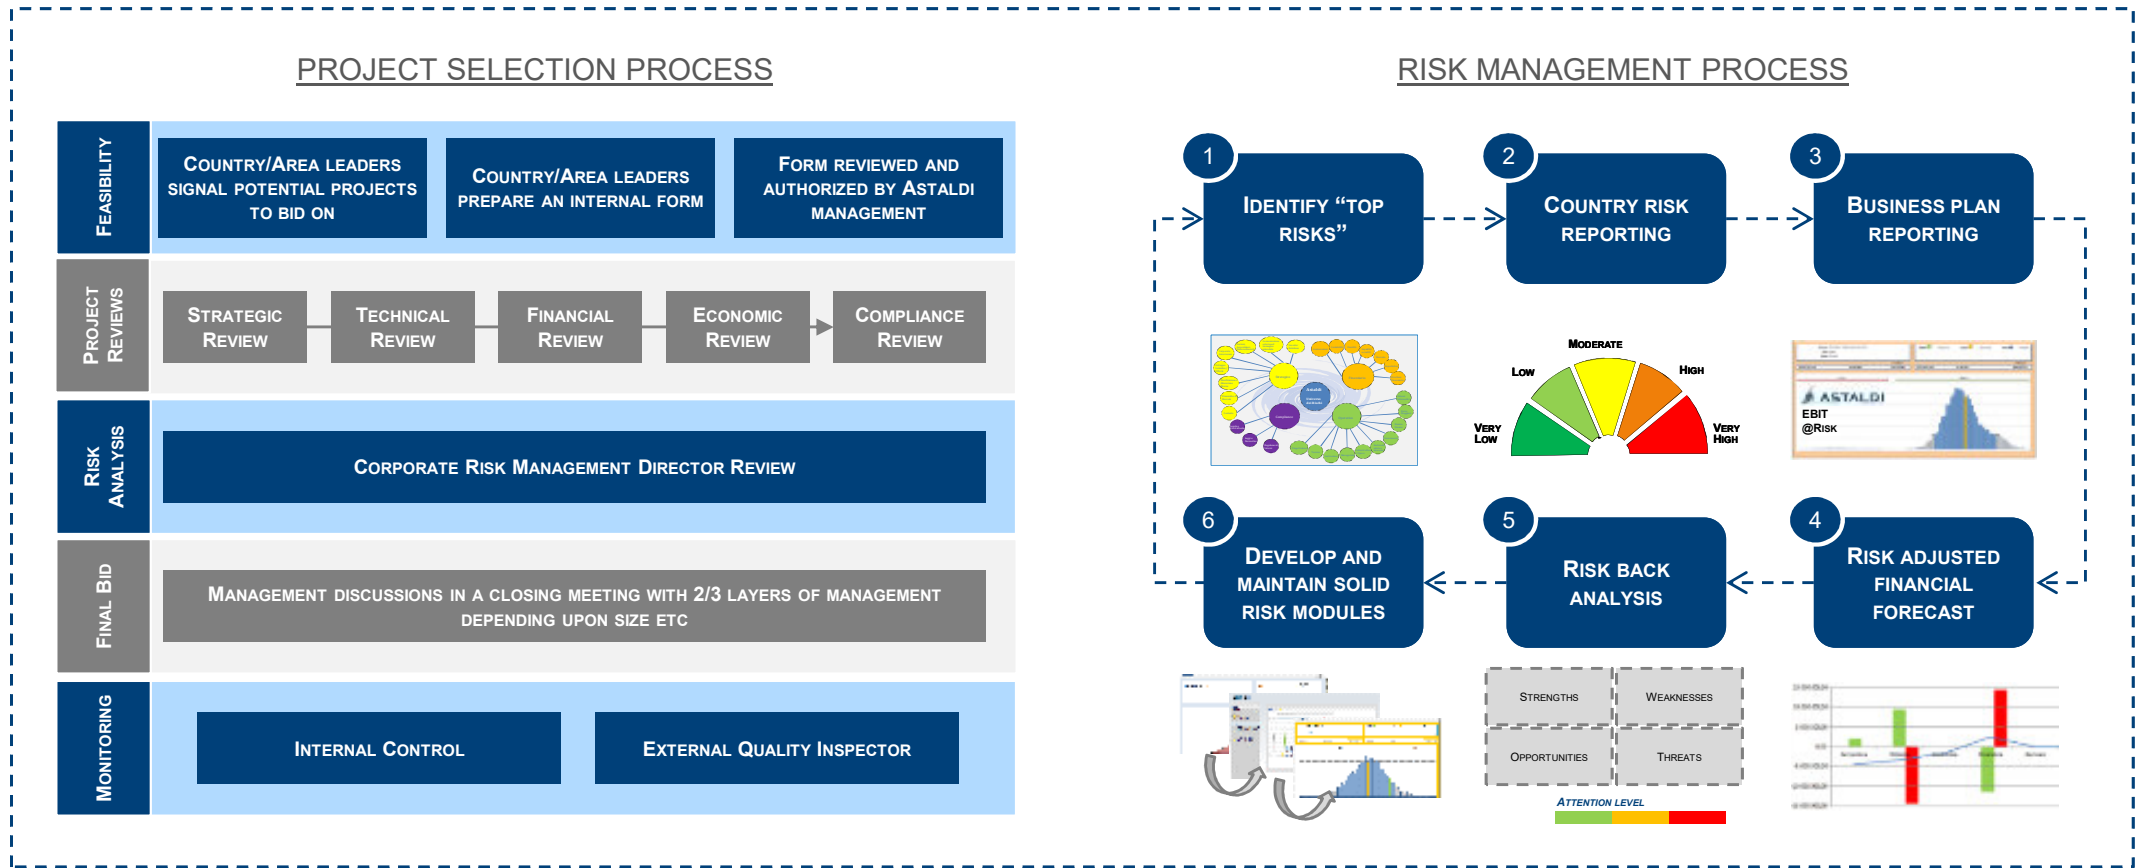 PROJECT SELECTION PROCESS
FEASIBILITY
COUNTRY/AREA LEADERS
SIGNAL POTENTIAL PROJECTS
TO BID ON
COUNTRY/AREA LEADERS
PREPARE AN INTERNAL FORM
FORM REVIEWED AND
AUTHORIZED BY ASTALDI
MANAGEMENT
PROJECT
REVIEWS
STRATEGIC
REVIEW
TECHNICAL
REVIEW
FINANCIAL
REVIEW
ECONOMIC
REVIEW
COMPLIANCE
REVIEW
RISK
ANALYSIS
CORPORATE RISK MANAGEMENT DIRECTOR REVIEW
FINAL BID
MANAGEMENT DISCUSSIONS IN A CLOSING MEETING WITH 2/3 LAYERS OF MANAGEMENT
DEPENDING UPON SIZE ETC
MONITORING
INTERNAL CONTROL
EXTERNAL QUALITY INSPECTOR
RISK MANAGEMENT PROCESS
1
IDENTIFY “TOP
RISKS”
2
COUNTRY RISK
REPORTING
3
BUSINESS PLAN
REPORTING
VERY
LOW
LOW
MODERATE
HIGH
VERY
HIGH
ASTALDI
EBIT
@RISK
6
DEVELOP AND
MAINTAIN SOLID
RISK MODULES
5
RISK BACK
ANALYSIS
4
RISK ADJUSTED
FINANCIAL
FORECAST
STRENGTHS
WEAKNESSES
OPPORTUNITIES
THREATS
ATTENTION LEVEL